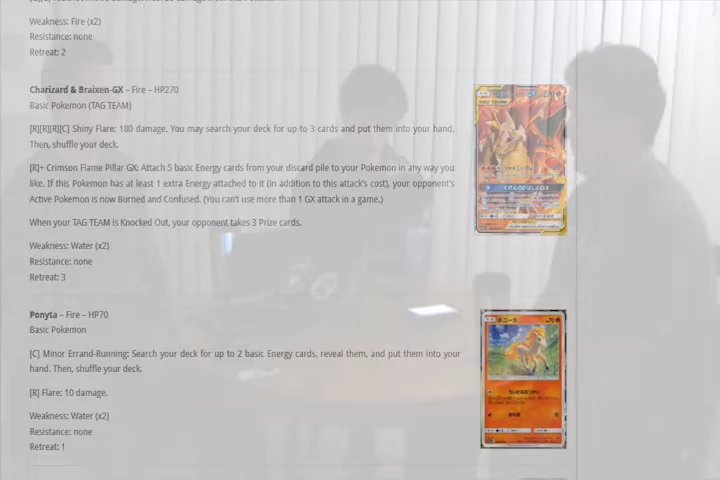 Weakness: Fire (x2)
Resistance: none
Retreat: 2
Charizard & Braixen-GX – Fire – HP270
Basic Pokemon (TAG TEAM)
[R][R][R][C] Shiny Flare: 180 damage. You may search your deck for up to 3 cards and put them into your hand.
Then, shuffle your deck.
[R]+ Crimson Flame Pillar GX: Attach 5 basic Energy cards from your discard pile to your Pokemon in any way you
like. If this Pokemon has at least 1 extra Energy attached to it (in addition to this attack's cost), your opponent's
Active Pokemon is now Burned and Confused. (You can't use more than 1 GX attack in a game.)
When your TAG TEAM is Knocked Out, your opponent takes 3 Prize cards.
Weakness: Water (x2)
Resistance: none
Retreat: 3
Ponyta – Fire – HP70
Basic Pokemon
[C] Minor Errand-Running: Search your deck for up to 2 basic Energy cards, reveal them, and put them into your
hand. Then, shuffle your deck.
[R] Flare: 10 damage.
Weakness: Water (x2)
Resistance: none
Retreat: 1